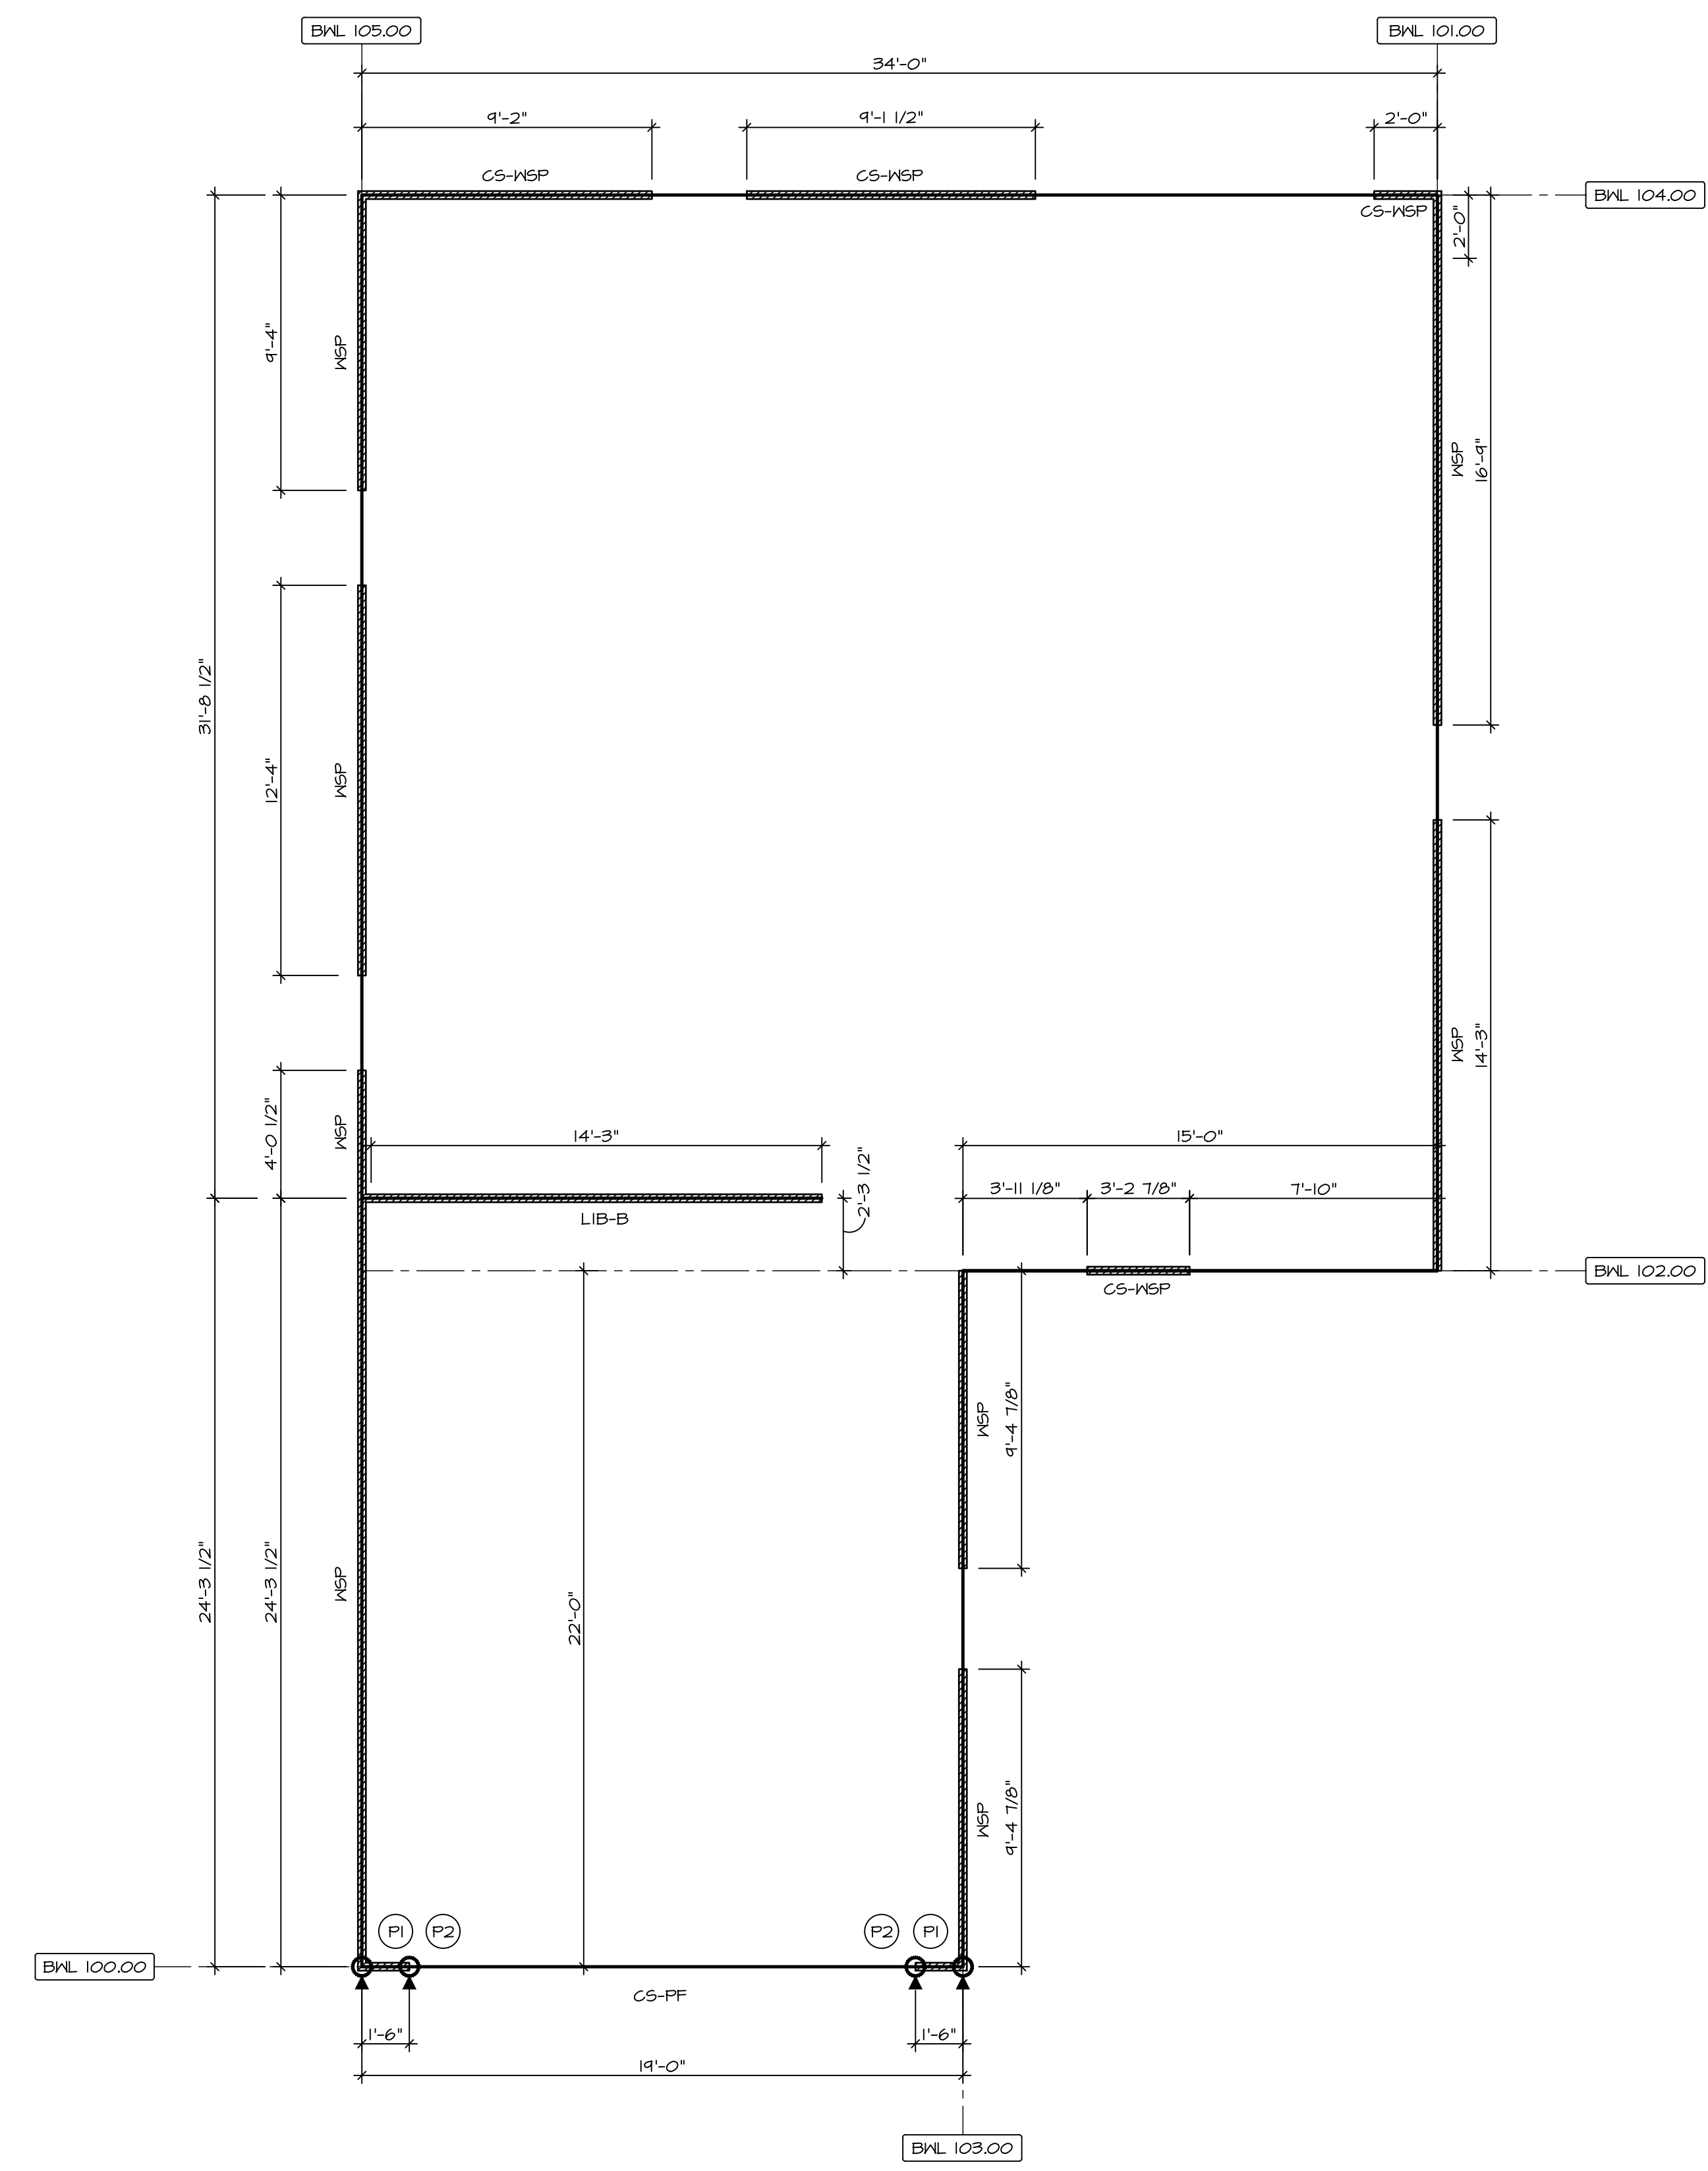 BWL 105.00
BWL 101.00
34'-0"
9'-2"
9'-1 1/2"
2'-0"
CS-WSP
CS-WSP
BWL 104.00
CS-WSP
2'-0"
9'-4"
WSP
WSP
16'-9"
31'-8 1/2"
12'-4"
WSP
WSP
14'-3"
4'-0 1/2"
WSP
14'-3"
15'-0"
2'-3 1/2"
3'-11 1/8"
3'-2 7/8"
7'-10"
LIB-B
BWL 102.00
CS-WSP
WSP
9'-4 7/8"
24'-3 1/2"
24'-3 1/2"
WSP
22'-0"
WSP
9'-4 7/8"
P1
P2
P2
P1
BWL 100.00
CS-PF
1'-6"
1'-6"
19'-0"
BWL 103.00